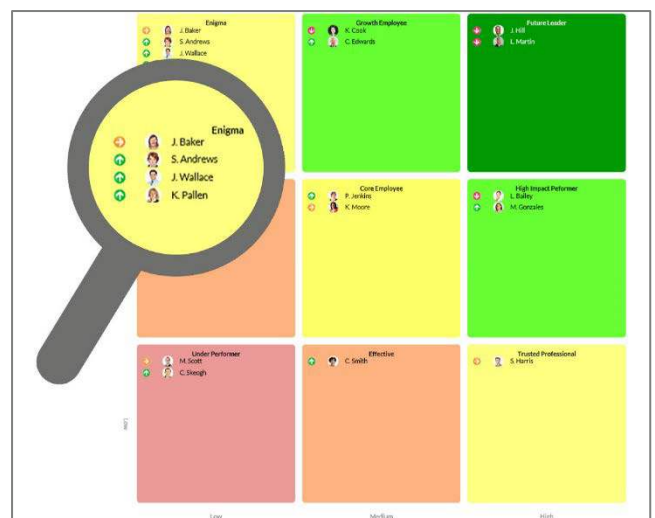 Enigma
J. Baker
S. Andrews
J. Wallace
Growth Employee
K. Cook
C. Edwards
Future Leader
J. Hill
L. Martin
Enigma
J. Baker
S. Andrews
J. Wallace
K. Pallen
Core Employee
P. Jenkins
K. Moore
High Impact Peformer
L. Bailey
M. Gonzales
Under Performer
M. Scott
C. Skeogh
Effective
C. Smith
Trusted Professional
S. Harris
Low
Low
Medium
High